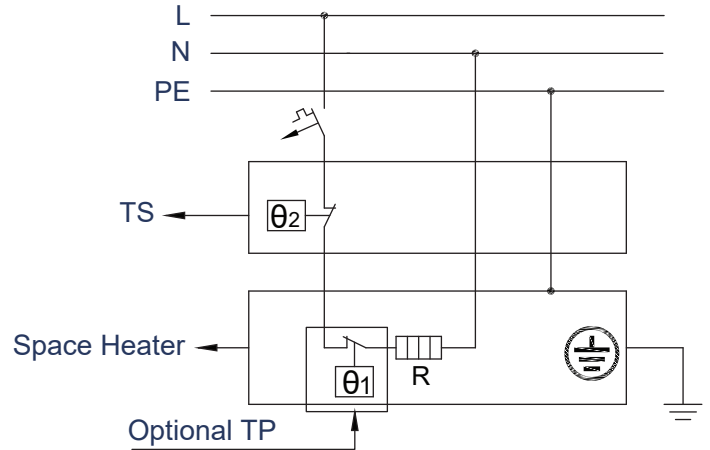 L
N
PE
TS
θ2
Space Heater
θ1
R
Optional TP